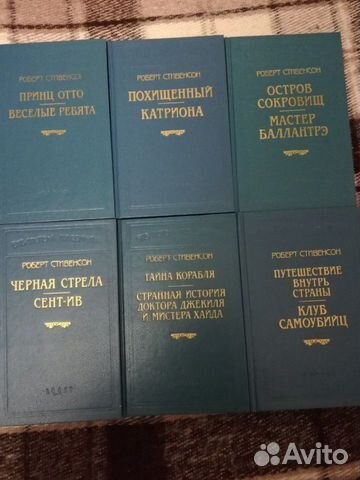 РОБЕРТ СТИВЕНСОН
ПРИНЦ ОТТО
ВЕСЕЛЫЕ РЕБЯТА
РОБЕРТ СТИВЕНСОН
ПОХИЩЕННЫЙ
КАТРИОНА
РОБЕРТ СТИВЕНСОН
ОСТРОВ
СОКРОВИЩ
МАСТЕР
БАЛЛАНТРЭ
РОБЕРТ СТИВЕНСОН
ЧЕРНАЯ СТРЕЛА
СЕНТ-ИВ
РОБЕРТ СТИВЕНСОН
ТАЙНА КОРАБЛЯ
СТРАННАЯ ИСТОРИЯ
ДОКТОРА ДЖЕКИЛЯ
И МИСТЕРА ХАЙДА
РОБЕРТ СТИВЕНСОН
ПУТЕШЕСТВИЕ
ВНУТРЬ
СТРАНЫ
КЛУБ
САМОУБИЙЦ
Avito